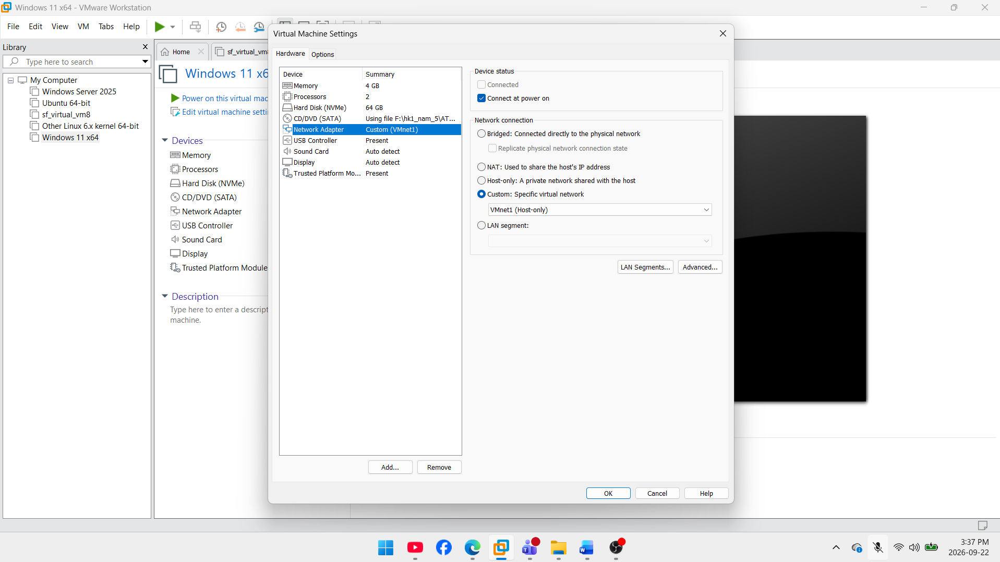 Windows 11 x64 - VMware Workstation
File Edit View VM Tabs Help
Library
Type here to search
My Computer
Windows Server 2025
Ubuntu 64-bit
sf_virtual_vm8
Other Linux 6.x kernel 64-bit
Windows 11 x64
Home
sf_virtual_vm
Windows 11 x6
Power on this virtual mac
Edit virtual machine setti
Devices
Memory
Processors
Hard Disk (NVMe)
CD/DVD (SATA)
Network Adapter
USB Controller
Sound Card
Display
Trusted Platform Module
Description
Type here to enter a descript
machine.
Virtual Machine Settings
Hardware Options
Device Summary
Memory 4 GB
Processors 2
Hard Disk (NVMe) 64 GB
CD/DVD (SATA) Using file F:\hk1_nam_5\AT...
Network Adapter Custom (VMnet1)
USB Controller Present
Sound Card Auto detect
Display Auto detect
Trusted Platform Mo... Present
Add... Remove
Device status
Connected
Connect at power on
Network connection
Bridged: Connected directly to the physical network
Replicate physical network connection state
NAT: Used to share the host's IP address
Host-only: A private network shared with the host
Custom: Specific virtual network
VMnet1 (Host-only)
LAN segment:
LAN Segments... Advanced...
OK Cancel Help
3:37 PM
2026-09-22